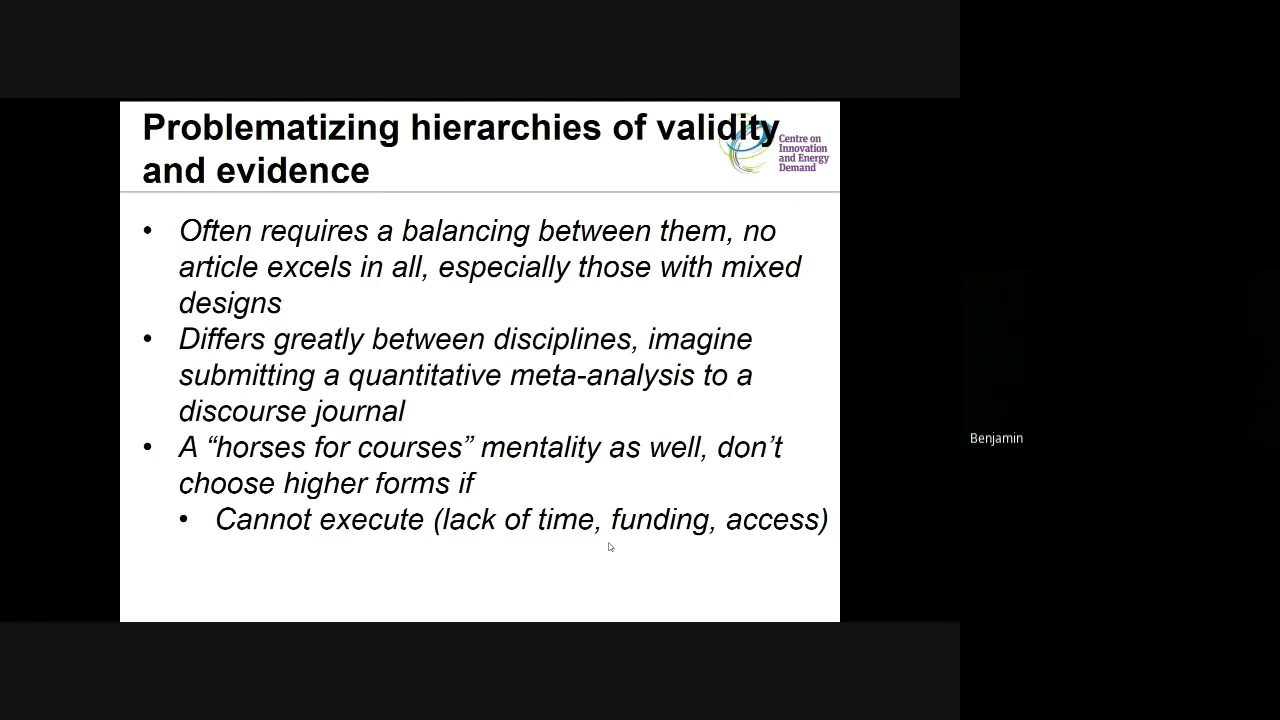 Problematizing hierarchies of validity
and evidence
Centre on
Innovation
and Energy
Demand
• Often requires a balancing between them, no
article excels in all, especially those with mixed
designs
• Differs greatly between disciplines, imagine
submitting a quantitative meta-analysis to a
discourse journal
• A “horses for courses” mentality as well, don’t
choose higher forms if
• Cannot execute (lack of time, funding, access)
Benjamin